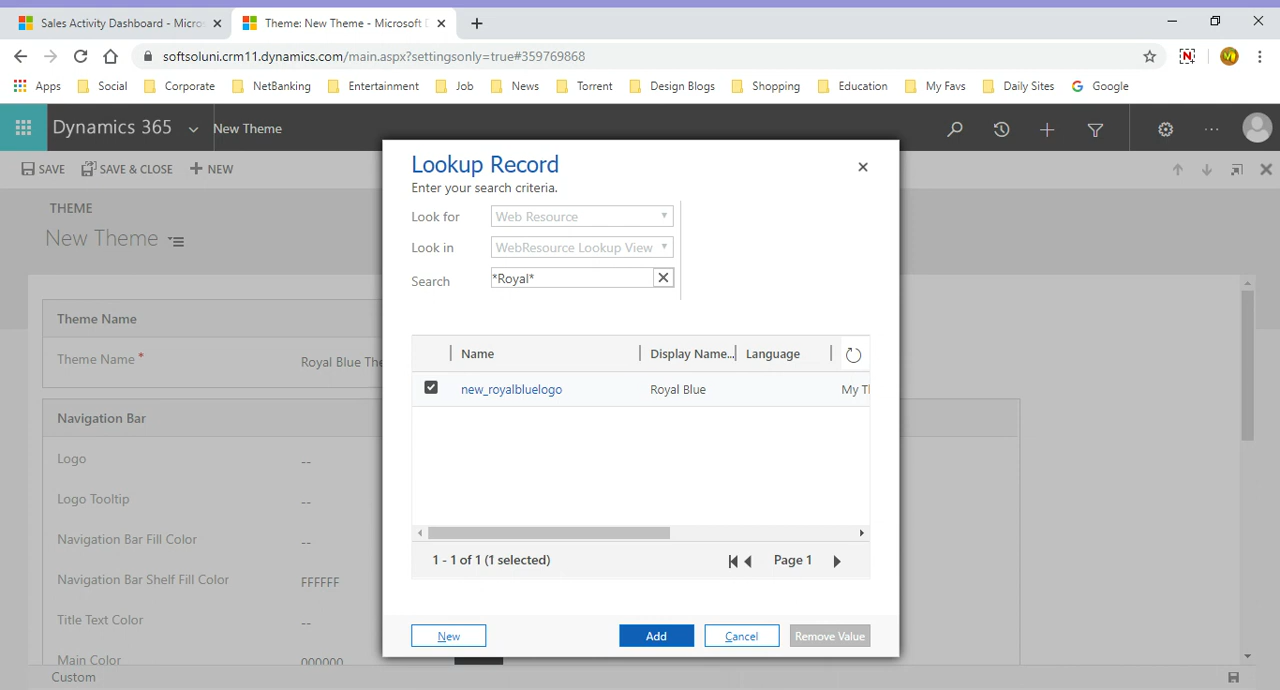 Sales Activity Dashboard - Micros
Theme: New Theme - Microsoft D
softsoluni.crm11.dynamics.com/main.aspx?settingsonly=true#359769868
Apps Social Corporate NetBanking Entertainment Job News Torrent Design Blogs Shopping Education My Favs Daily Sites Google
Dynamics 365 New Theme
SAVE SAVE & CLOSE NEW
THEME
New Theme
Theme Name
Theme Name * Royal Blue The
Navigation Bar
Logo --
Logo Tooltip --
Navigation Bar Fill Color --
Navigation Bar Shelf Fill Color FFFFFF
Title Text Color --
Main Color 000000
Custom
Lookup Record
Enter your search criteria.
Look for Web Resource
Look in WebResource Lookup View
Search *Royal*
Name Display Name... Language
new_royalbluelogo Royal Blue My Tl
1 - 1 of 1 (1 selected) Page 1
New Add Cancel Remove Value